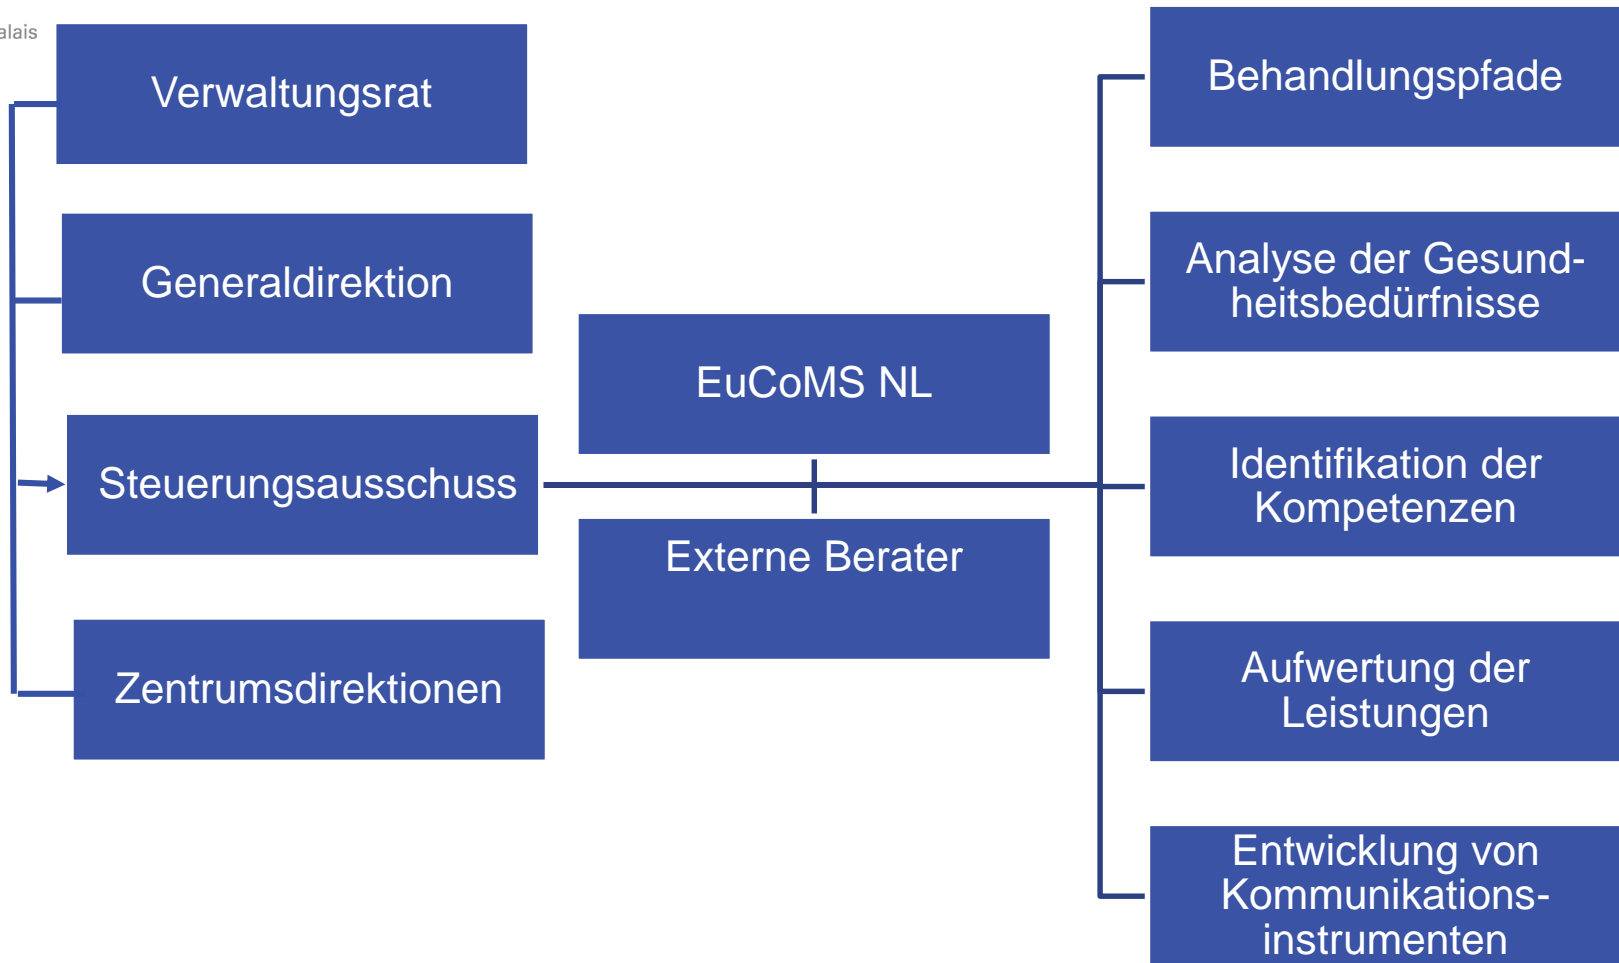 alais
Verwaltungsrat
Generaldirektion
Steuerungsausschuss
Zentrumsdirektionen
EuCoMS NL
Externe Berater
Behandlungspfade
Analyse der Gesund-
heitsbedürfnisse
Identifikation der
Kompetenzen
Aufwertung der
Leistungen
Entwicklung von
Kommunikations-
instrumenten